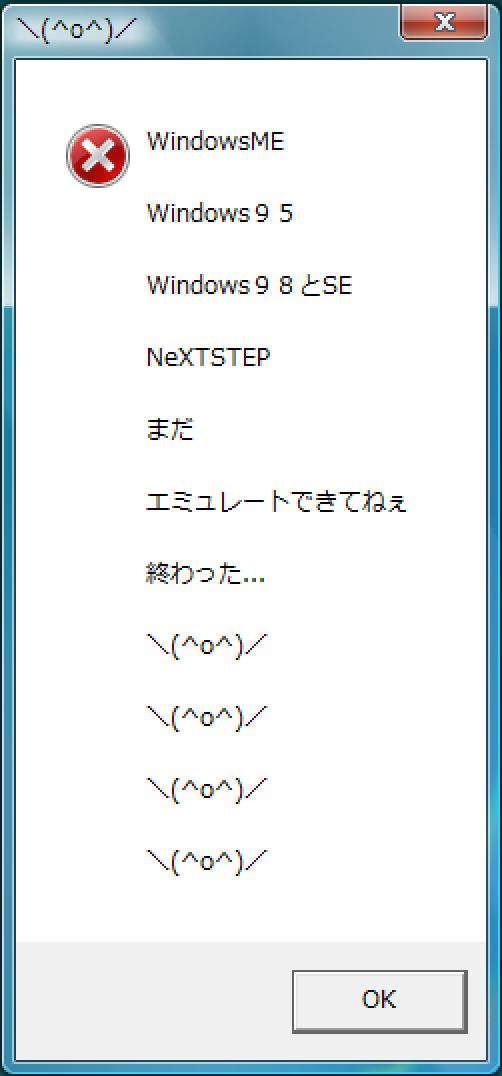 ＼(^o^)／
WindowsME
Windows９５
Windows９８とSE
NeXTSTEP
まだ
エミュレートできてねぇ
終わった...
＼(^o^)／
＼(^o^)／
＼(^o^)／
＼(^o^)／
OK